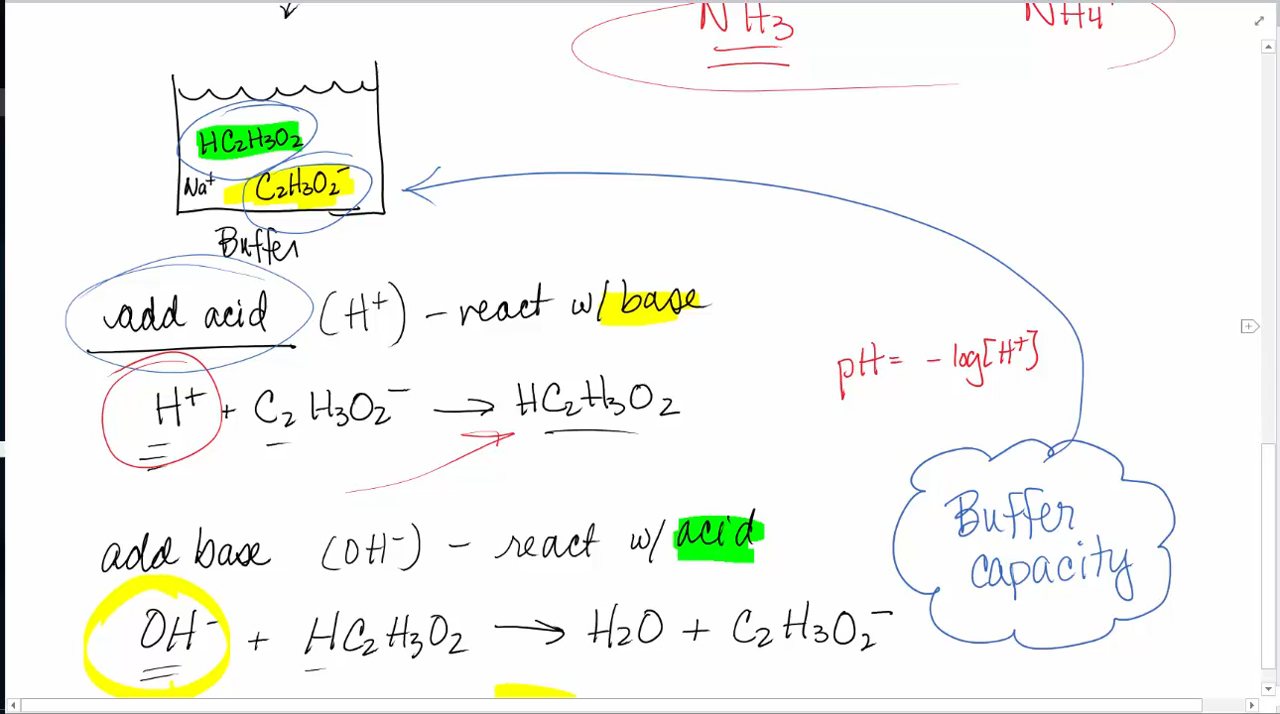 NH3 NH4+
HC2H3O2
Na+ C2H3O2-
Buffer
add acid (H+) - react w/ base
pH = - log[H+]
H+ + C2H3O2- → HC2H3O2
Buffer
capacity
add base (OH-) - react w/ acid
OH- + HC2H3O2 → H2O + C2H3O2-